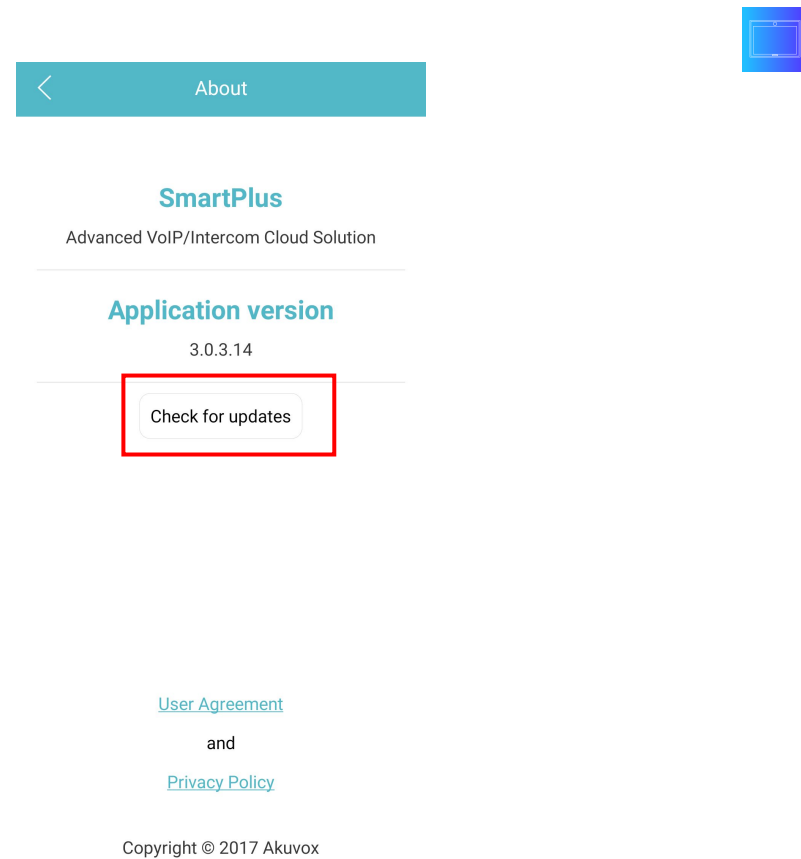 About
SmartPlus
Advanced VoIP/Intercom Cloud Solution
Application version
3.0.3.14
Check for updates
User Agreement
and
Privacy Policy
Copyright © 2017 Akuvox